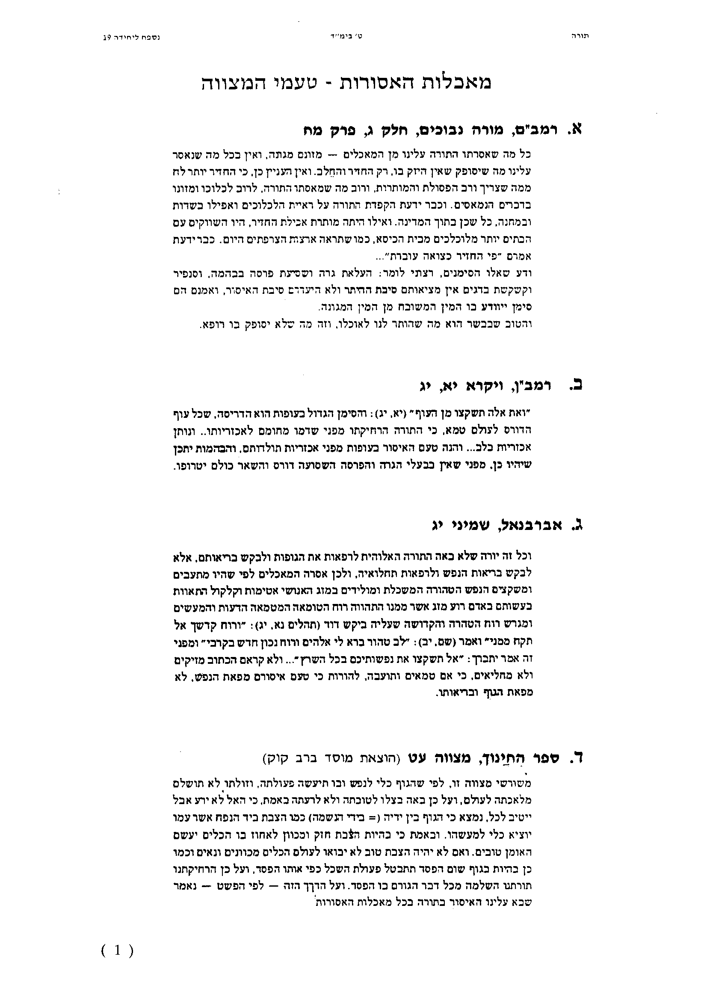 תורה
ט' בימ"ד
נספח ליחידה 19
מאכלות האסורות - טעמי המצווה
א. רמב"ם, מורה נבוכים, חלק ג, פרק מח
כל מה שאסרתו התורה עלינו מן המאכלים — מזונם מגונה, ואין בכל מה שנאסר
עלינו מה שיסופק שאין היזק בו, רק החזיר והחֵלב. ואין העניין כן, כי החזיר יותר לח
ממה שצריך ורב הפסולת והמותרות, ורוב מה שמאסתו התורה, לרוב לכלוכו ומזונו
בדברים הנמאסים. וכבר ידעת הקפדת התורה על ראיית הלכלוכים ואפילו בשדות
ובמחנה, כל שכן בתוך המדינה. ואילו היתה מותרת אכילת החזיר, היו השווקים עם
הבתים יותר מלוכלכים מבית הכיסא, כמו שתראה ארצות הצרפתים היום. כבר ידעת
אמרם "פי החזיר כצואה עוברת"...
ודע שאלו הסימנים, רצתי לומר: העלאת גרה ושסיעת פרסה בבהמה, וסנפיר
וקשקשת בדגים אין מציאותם סיבת ההיתר ולא היעדרם סיבת האיסור, ואמנם הם
סימן ייוודע בו המין המשובח מן המין המגונה.
והטוב שבבשר הוא מה שהותר לנו לאוכלו, וזה מה שלא יסופק בו רופא.
ב. רמב"ן, ויקרא יא, יג
"ואת אלה תשקצו מן העוף" (יא, יג): והסימן הגדול בעופות הוא הדריסה, שכל עוף
הדורס לעולם טמא, כי התורה הרחיקתו מפני שדמו מחומם לאכזריותו.. ונותן
אכזריות בלב... והנה טעם האיסור בעופות מפני אכזריות תולדותם, והבהמות יתכן
שיהיו כן, מפני שאין בבעלי הגרה והפרסה השסועה דורס והשאר כולם יטרופו.
ג. אברבנאל, שמיני יג
וכל זה יורה שלא באה התורה האלוהית לרפאות את הגופות ולבקש בריאותם, אלא
לבקש בריאות הנפש ולרפאות תחלואיה, ולכן אסרה המאכלים לפי שהיו מתעבים
ומשקצים הנפש הטהורה המשכלת ומולידים במזג האנושי אטימות וקלקול התאוות
בעשותם באדם רוע מזג אשר ממנו התהווה רוח הטומאה המטמאה הדעות והמעשים
ומגרש רוח הטהרה והקדושה שעליה ביקש דוד (תהלים נא, יג): "ורוח קדשך אל
תקח ממני" ואמר (שם, יב): "לב טהור ברא לי אלהים ורוח נכון חדש בקרבי" ומפני
זה אמר יתברך: "אל תשקצו את נפשותיכם בכל השרץ"... ולא קראם הכתוב מזיקים
ולא מחליאים, כי אם טמאים ותועבה, להורות כי טעם איסורם מפאת הנפש, לא
מפאת הגוף ובריאותו.
ד. ספר החינוך, מצווה עט (הוצאת מוסד ברב קוק)
משורשי מצווה זו, לפי שהגוף כלי לנפש ובו תיעשה פעולתה, וזולתו לא תושלם
מלאכתה לעולם, ועל כן באה בצלו לטובתה ולא לרעתה באמת, כי האל לא ירע אבל
ייטיב לכל, נמצא כי הגוף בין ידיה (= בידי הנשמה) כמו הצבת ביד הנפח אשר עמו
יוציא כלי למעשהו. ובאמת כי בהיות הצבת חזק ומכוון לאחוז בו הכלים יעשם
האומן טובים. ואם לא יהיה הצבת טוב לא יבואו לעולם הכלים מכוונים ונאים וכמו
כן בהיות בגוף שום הפסד תתבטל פעולת השכל כפי אותו הפסד, ועל כן הרחיקתנו
תורתנו השלמה מכל דבר הגורם בו הפסד. ועל הדרך הזה — לפי הפשט — נאמר
שבא עלינו האיסור בתורה בכל מאכלות האסורות
( 1 )